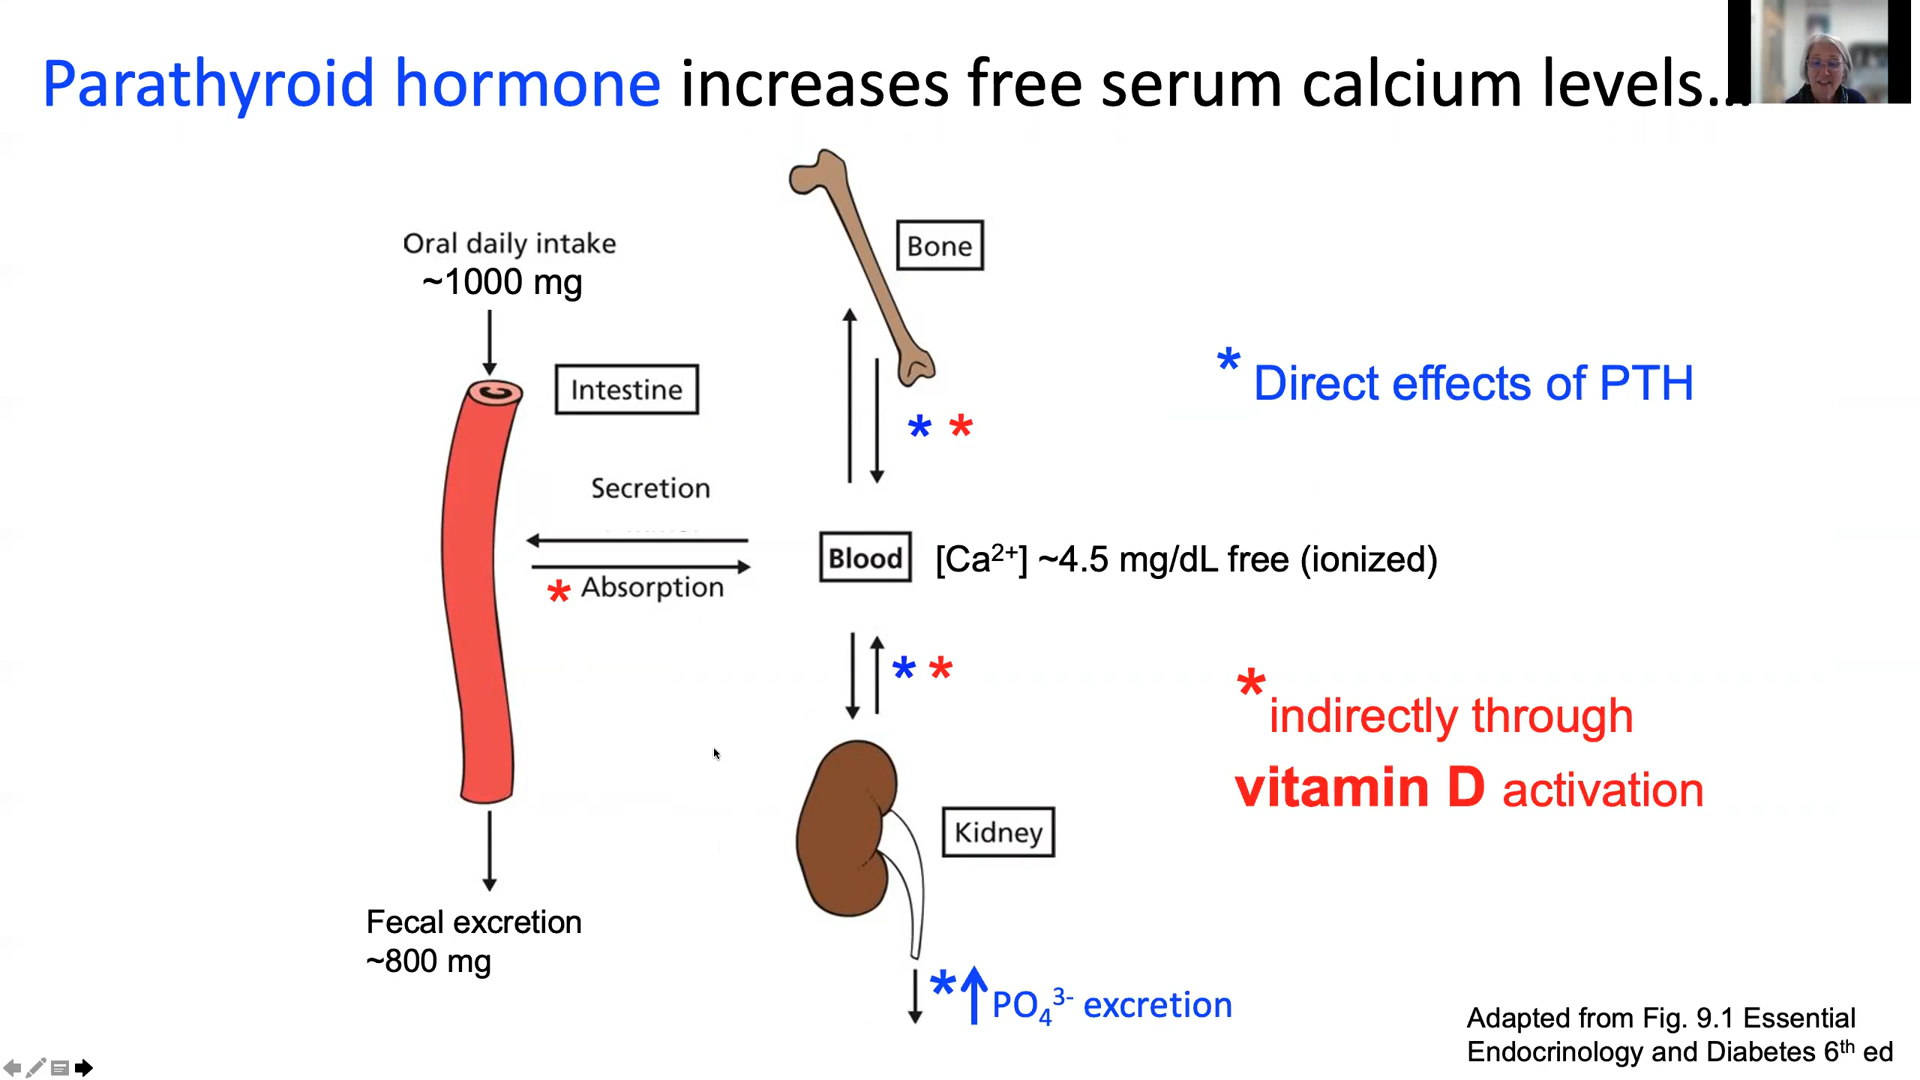 Parathyroid hormone increases free serum calcium levels...
Oral daily intake
~1000 mg
Bone
Intestine
* Direct effects of PTH
* *
Secretion
Blood [Ca²⁺] ~4.5 mg/dL free (ionized)
* Absorption
* *
* indirectly through
vitamin D activation
Kidney
Fecal excretion
~800 mg
* ↑ PO₄³⁻ excretion
Adapted from Fig. 9.1 Essential
Endocrinology and Diabetes 6th ed